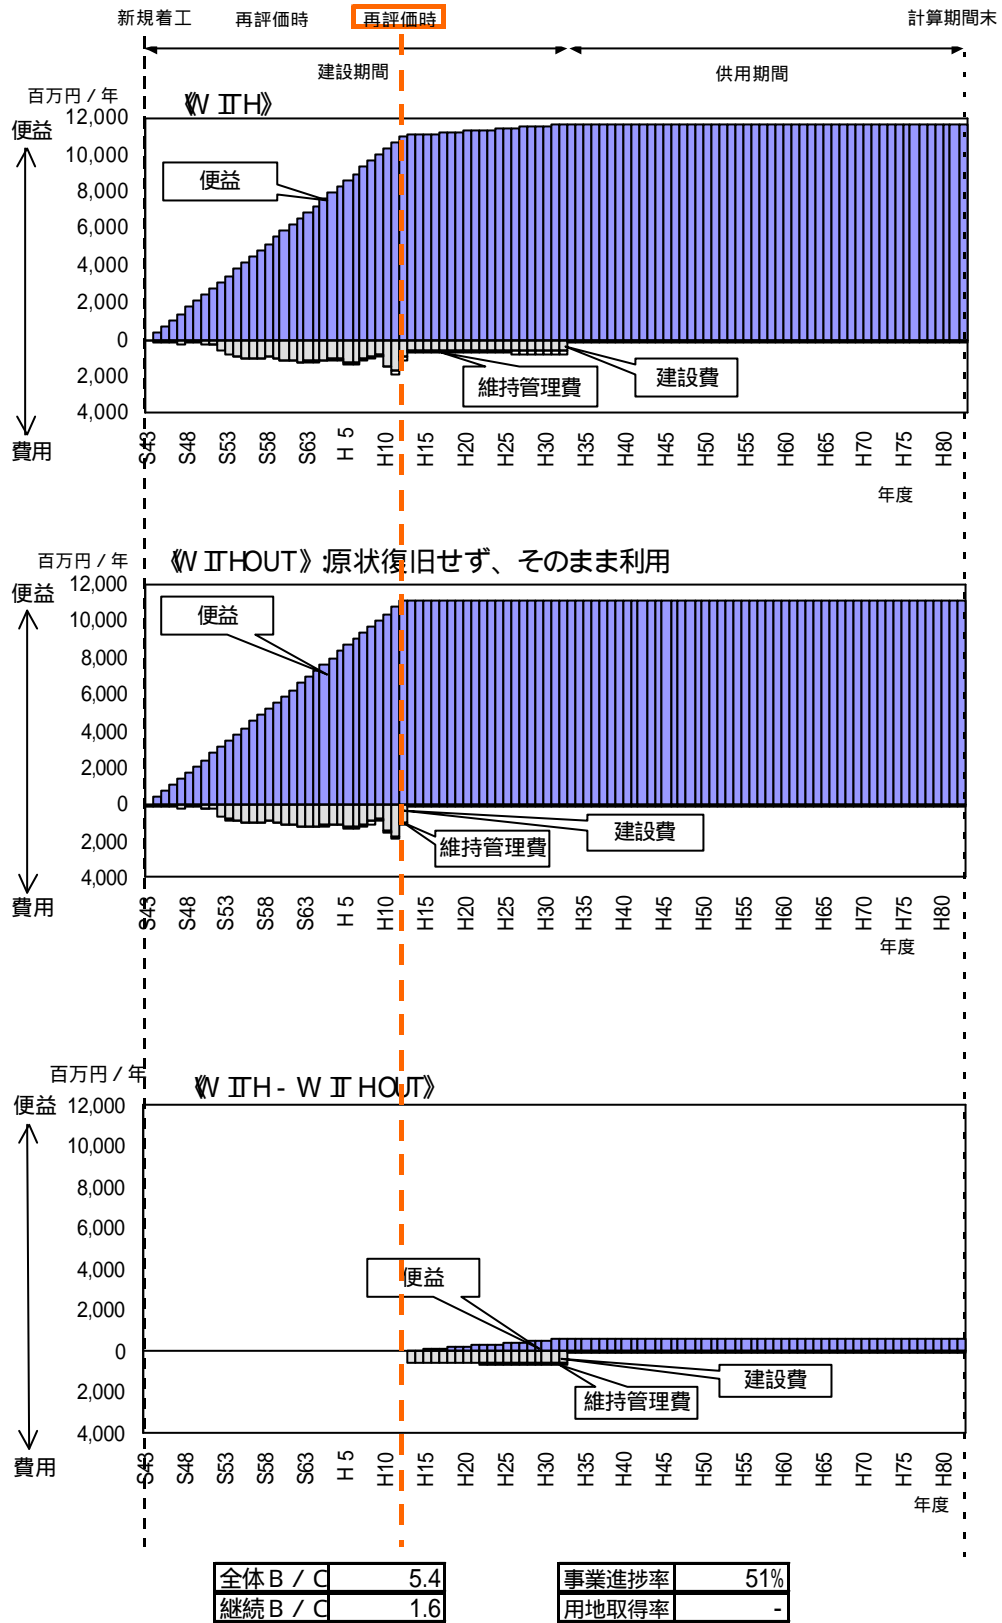 新規着工 再評価時 再評価時 計算期間末
建設期間 供用期間
百万円 / 年
《WITH》
便益
12,000
10,000
8,000
6,000
4,000
2,000
0
2,000
4,000
費用
便益
維持管理費
建設費
S43 S48 S53 S58 S63 H 5 H10 H15 H20 H25 H30 H35 H40 H45 H50 H55 H60 H65 H70 H75 H80
年度
百万円 / 年
《WITHOUT》:原状復旧せず、そのまま利用
便益
12,000
10,000
8,000
6,000
4,000
2,000
0
2,000
4,000
費用
便益
建設費
維持管理費
S43 S48 S53 S58 S63 H 5 H10 H15 H20 H25 H30 H35 H40 H45 H50 H55 H60 H65 H70 H75 H80
年度
百万円 / 年
《WITH - WITHOUT》
便益
12,000
10,000
8,000
6,000
4,000
2,000
0
2,000
4,000
費用
便益
建設費
維持管理費
S43 S48 S53 S58 S63 H 5 H10 H15 H20 H25 H30 H35 H40 H45 H50 H55 H60 H65 H70 H75 H80
年度
全体B / C 5.4
継続B / C 1.6
事業進捗率 51%
用地取得率 -